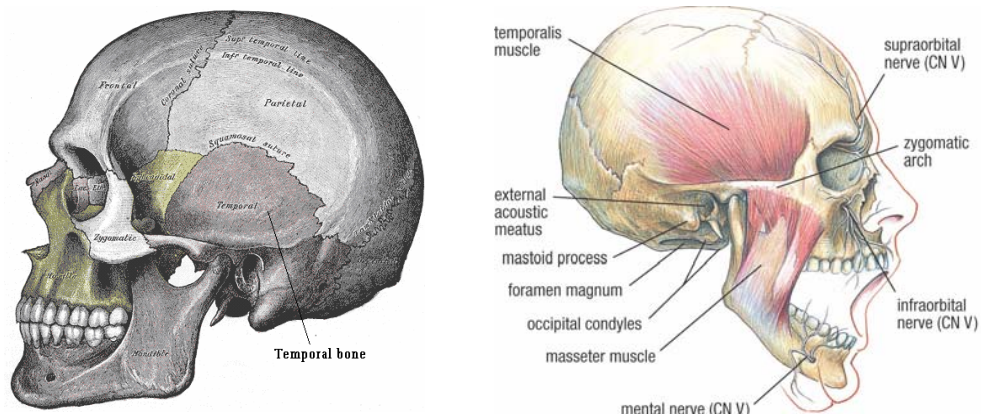 Frontal
Coronal suture
Supr temporal line
Infr temporal line
Parietal
Squamosal suture
Sphenoidal
Temporal
Nasal
Zygomatic
Mandible
Temporal bone
temporalis
muscle
supraorbital
nerve (CN V)
zygomatic
arch
external
acoustic
meatus
mastoid process
foramen magnum
occipital condyles
masseter muscle
infraorbital
nerve (CN V)
mental nerve (CN V)